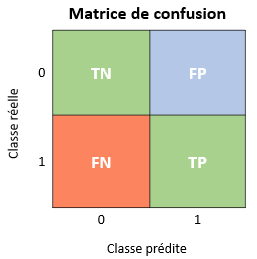 Matrice de confusion
0
TN
FP
Classe réelle
1
FN
TP
0
1
Classe prédite